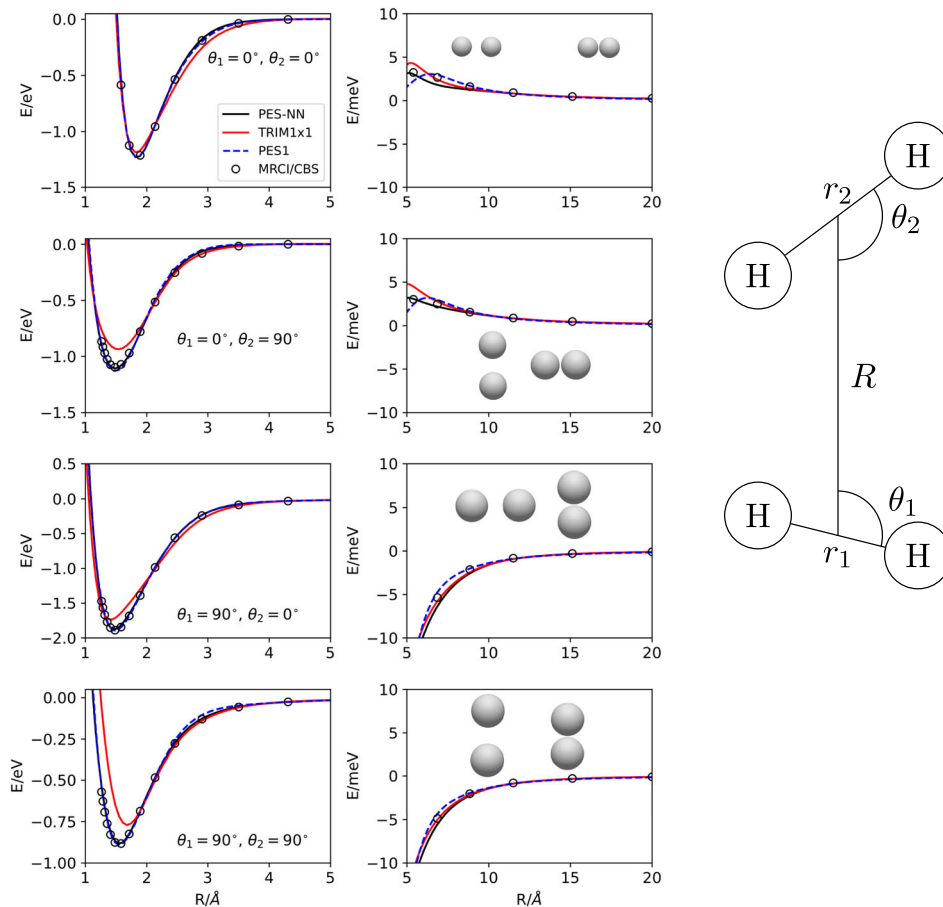 E/eV
0.0
−0.5
−1.0
−1.5
1 2 3 4 5
θ₁ = 0°, θ₂ = 0°
PES-NN
TRIM1x1
PES1
MRCI/CBS
E/meV
10
5
0
−5
−10
5 10 15 20
E/eV
0.0
−0.5
−1.0
−1.5
1 2 3 4 5
θ₁ = 0°, θ₂ = 90°
E/meV
10
5
0
−5
−10
5 10 15 20
E/eV
0.5
0.0
−0.5
−1.0
−1.5
−2.0
1 2 3 4 5
θ₁ = 90°, θ₂ = 0°
E/meV
10
5
0
−5
−10
5 10 15 20
E/eV
0.00
−0.25
−0.50
−0.75
−1.00
1 2 3 4 5
R/Å
θ₁ = 90°, θ₂ = 90°
E/meV
10
5
0
−5
−10
5 10 15 20
R/Å
H
r₂
θ₂
H
R
H
θ₁
r₁
H